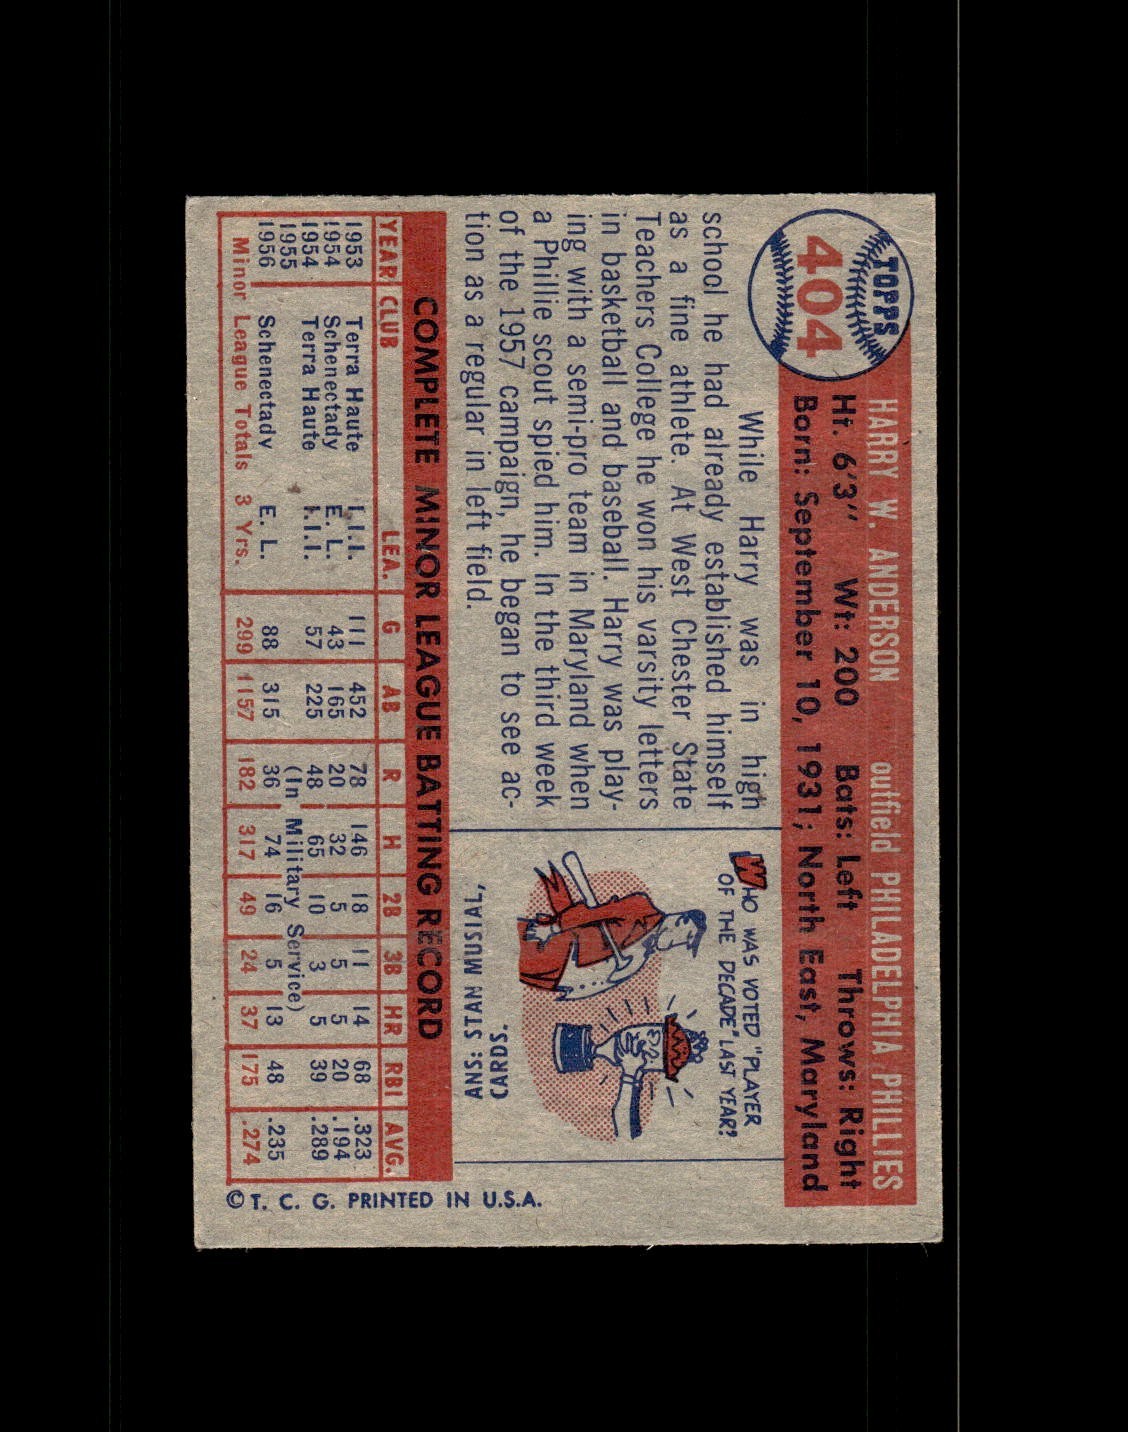 TOPPS
404
HARRY W. ANDERSON outfield PHILADELPHIA PHILLIES
Ht. 6'3" Wt: 200 Bats: Left Throws: Right
Born: September 10, 1931; North East, Maryland
While Harry was in high
school he had already established himself
as a fine athlete. At West Chester State
Teachers College he won his varsity letters
in basketball and baseball. Harry was play-
ing with a semi-pro team in Maryland when
a Phillie scout spied him. In the third week
of the 1957 campaign, he began to see ac-
tion as a regular in left field.
WHO WAS VOTED "PLAYER
OF THE DECADE" LAST YEAR?
ANS: STAN MUSIAL,
CARDS.
COMPLETE MINOR LEAGUE BATTING RECORD
YEAR CLUB LEA. G AB R H 2B 3B HR RBI AVG.
1953 Terra Haute I.I.I. 111 452 78 146 18 11 14 68 .323
1954 Schenectady E. L. 43 165 20 32 5 5 5 20 .194
1954 Terra Haute I.I.I. 57 225 48 65 10 3 5 39 .289
1955 (In Military Service)
1956 Schenectady E. L. 88 315 36 74 16 5 13 48 .235
Minor League Totals 3 Yrs. 299 1157 182 317 49 24 37 175 .274
© T. C. G. PRINTED IN U.S.A.